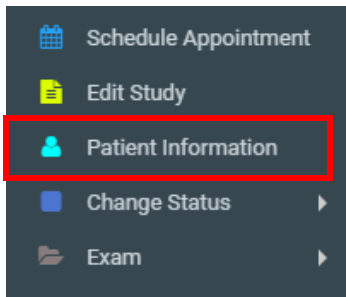 Schedule Appointment
Edit Study
Patient Information
Change Status
Exam